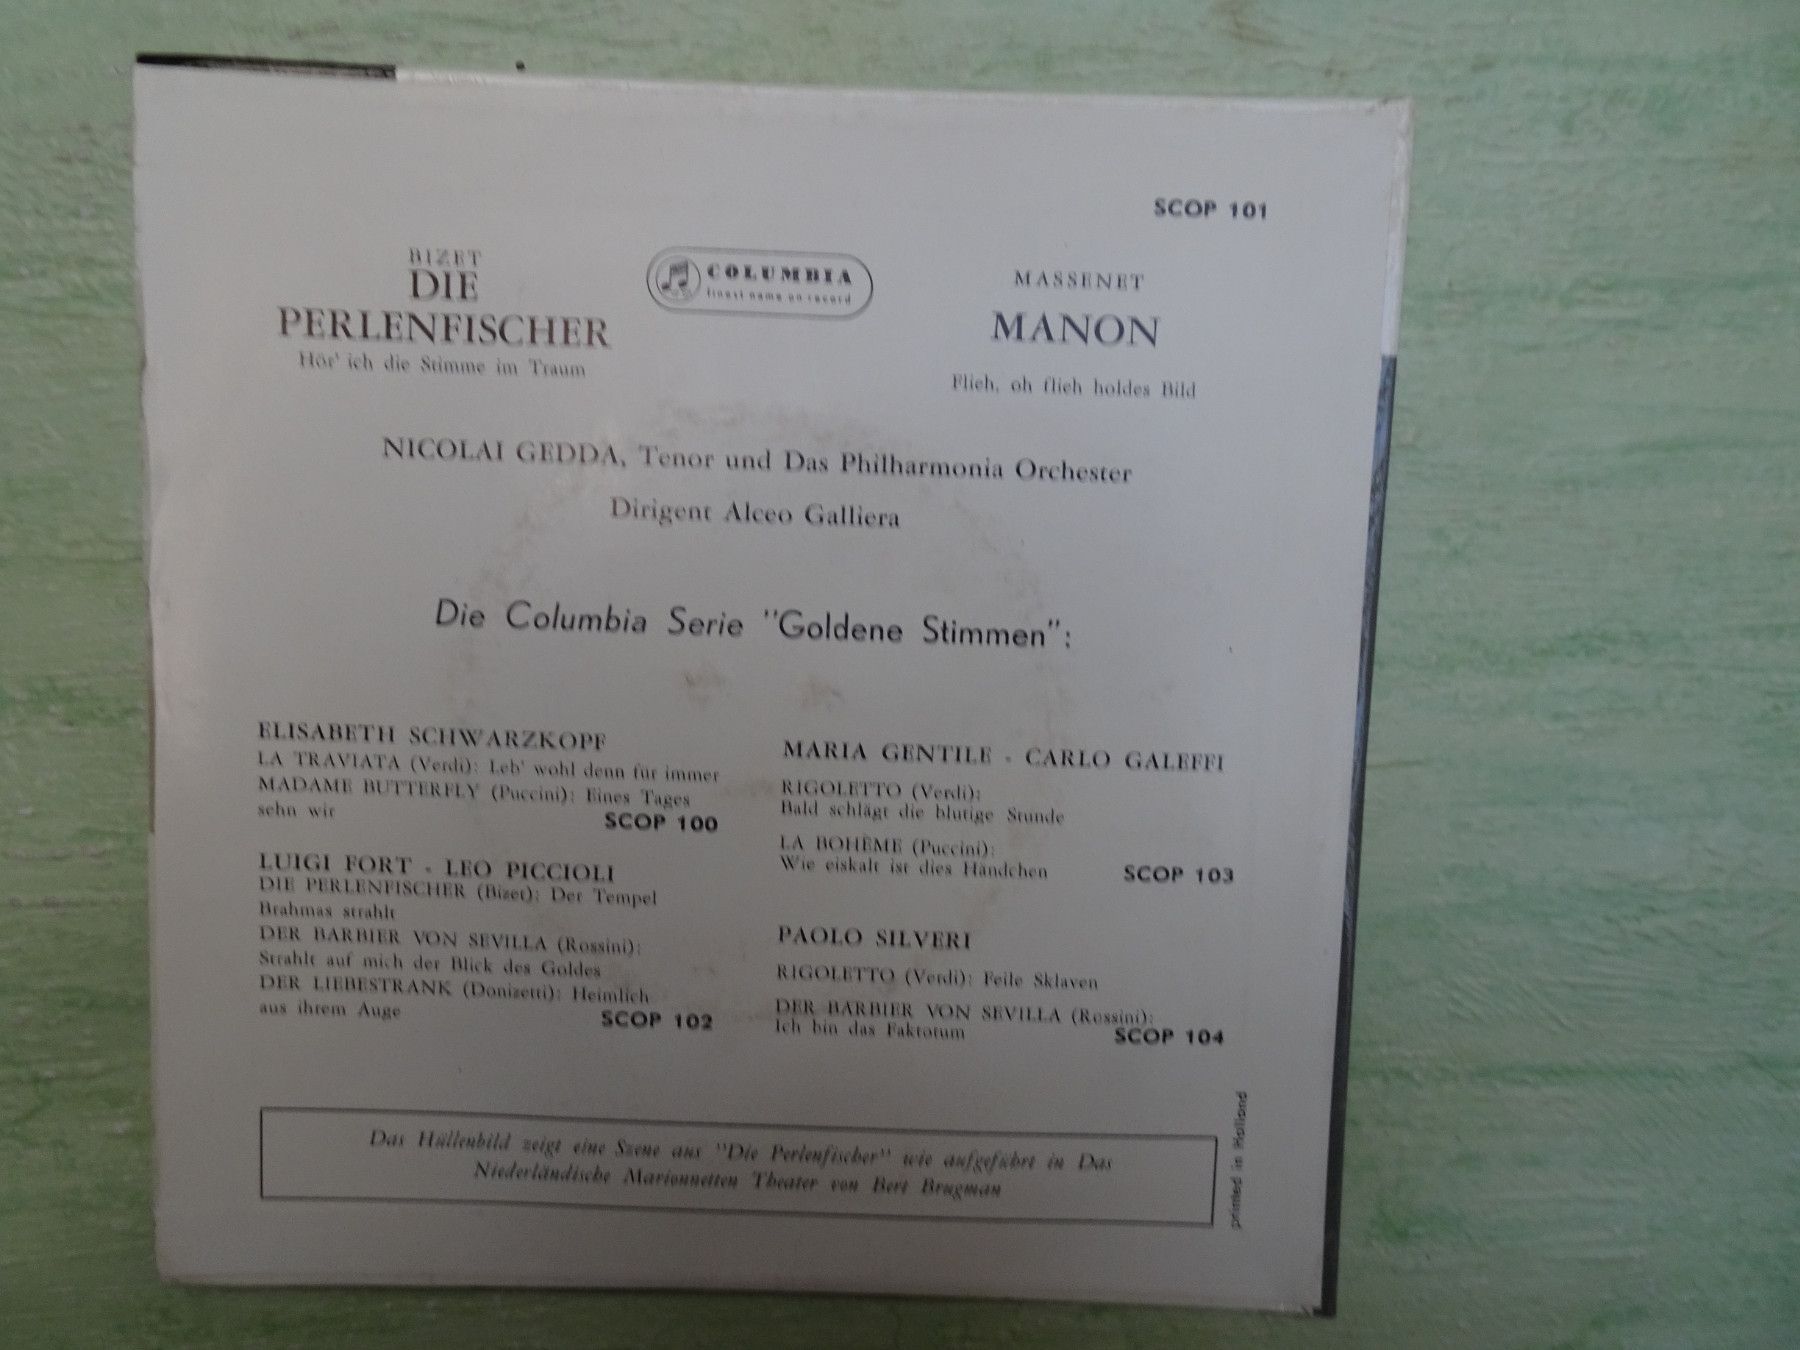 SCOP 101
BIZET
DIE
PERLENFISCHER
Hör' ich die Stimme im Traum
COLUMBIA
finest name on record
MASSENET
MANON
Flieh, oh flieh holdes Bild
NICOLAI GEDDA, Tenor und Das Philharmonia Orchester
Dirigent Alceo Galliera
Die Columbia Serie "Goldene Stimmen":
ELISABETH SCHWARZKOPF
LA TRAVIATA (Verdi): Leb' wohl denn für immer
MADAME BUTTERFLY (Puccini): Eines Tages
sehn wir
SCOP 100
LUIGI FORT - LEO PICCIOLI
DIE PERLENFISCHER (Bizet): Der Tempel
Brahmas strahlt
DER BARBIER VON SEVILLA (Rossini):
Strahlt auf mich der Blick des Goldes
DER LIEBESTRANK (Donizetti): Heimlich
aus ihrem Auge
SCOP 102
MARIA GENTILE - CARLO GALEFFI
RIGOLETTO (Verdi):
Bald schlägt die blutige Stunde
LA BOHÈME (Puccini):
Wie eiskalt ist dies Händchen
SCOP 103
PAOLO SILVERI
RIGOLETTO (Verdi): Feile Sklaven
DER BARBIER VON SEVILLA (Rossini):
Ich bin das Faktotum
SCOP 104
Das Hüllenbild zeigt eine Szene aus "Die Perlenfischer" wie aufgeführt in Das
Niederländische Marionnetten Theater von Bert Brugman
printed in Holland